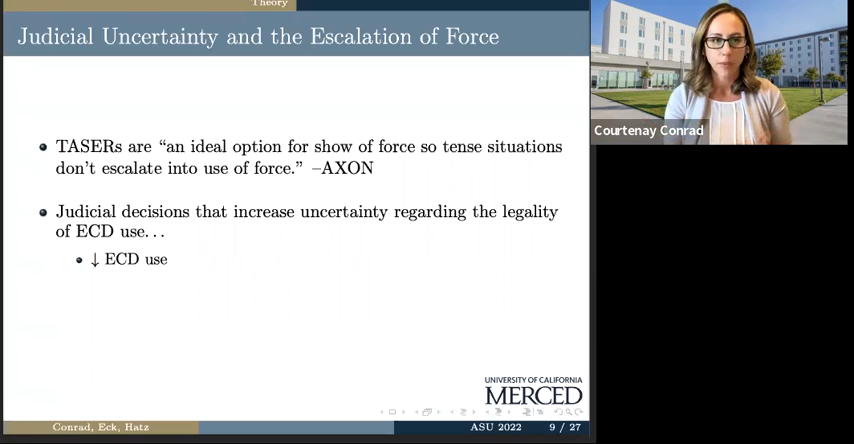 Theory
Judicial Uncertainty and the Escalation of Force
TASERs are “an ideal option for show of force so tense situations
don’t escalate into use of force.” –AXON
Judicial decisions that increase uncertainty regarding the legality
of ECD use. . .
↓ ECD use
UNIVERSITY OF CALIFORNIA
MERCED
Conrad, Eck, Hatz
ASU 2022
9 / 27
Courtenay Conrad